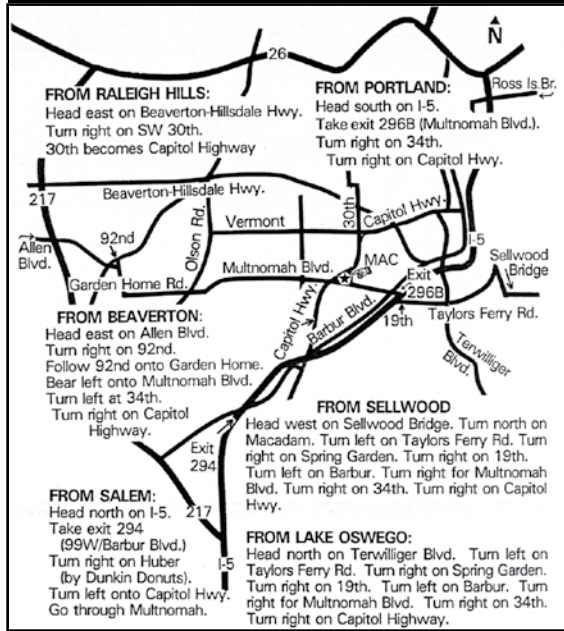 N
26
Ross Is. Br.
FROM RALEIGH HILLS:
Head east on Beaverton-Hillsdale Hwy.
Turn right on SW 30th.
30th becomes Capitol Highway
FROM PORTLAND:
Head south on I-5.
Take exit 296B (Multnomah Blvd.).
Turn right on 34th.
Turn right on Capitol Hwy.
217
Beaverton-Hillsdale Hwy.
30th
Capitol Hwy.
I-5
Allen
Blvd.
92nd
Olson Rd.
Vermont
MAC
Exit
296B
Sellwood
Bridge
Garden Home Rd.
Multnomah Blvd.
Capitol Hwy.
Barbur Blvd.
19th
Taylors Ferry Rd.
Terwilliger
Blvd.
FROM BEAVERTON:
Head east on Allen Blvd.
Turn right on 92nd.
Follow 92nd onto Garden Home.
Bear left onto Multnomah Blvd.
Turn left at 34th.
Turn right on Capitol
Highway.
Exit
294
FROM SELLWOOD
Head west on Sellwood Bridge. Turn north on
Macadam. Turn left on Taylors Ferry Rd. Turn
right on Spring Garden. Turn right on 19th.
Turn left on Barbur. Turn right for Multnomah
Blvd. Turn right on 34th. Turn right on Capitol
Hwy.
FROM SALEM:
Head north on I-5.
Take exit 294
(99W/Barbur Blvd.)
Turn right on Huber
(by Dunkin Donuts).
Turn left onto Capitol Hwy.
Go through Multnomah.
217
I-5
FROM LAKE OSWEGO:
Head north on Terwilliger Blvd. Turn left on
Taylors Ferry Rd. Turn right on Spring Garden.
Turn right on 19th. Turn left on Barbur. Turn
right for Multnomah Blvd. Turn right on 34th.
Turn right on Capitol Highway.